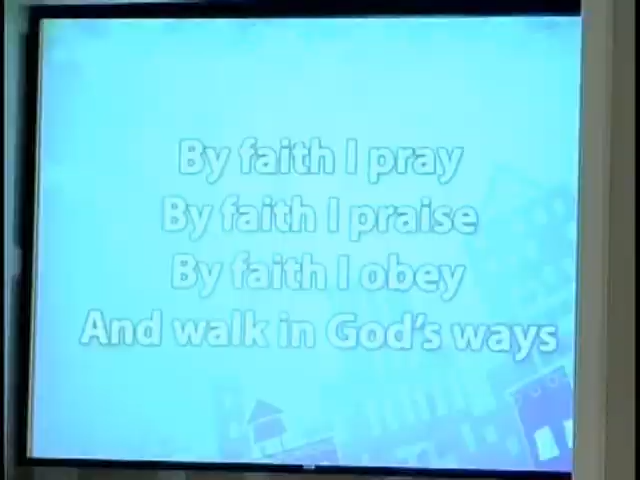 By faith I pray
By faith I praise
By faith I obey
And walk in God's ways